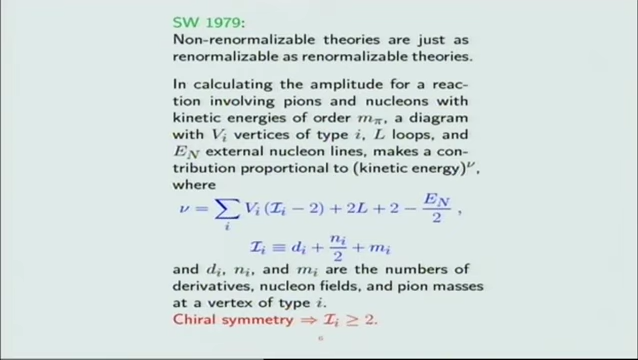 SW 1979:
Non-renormalizable theories are just as
renormalizable as renormalizable theories.
In calculating the amplitude for a reac-
tion involving pions and nucleons with
kinetic energies of order m_π, a diagram
with V_i vertices of type i, L loops, and
E_N external nucleon lines, makes a con-
tribution proportional to (kinetic energy)^ν,
where
ν = ∑_i V_i (ℐ_i − 2) + 2L + 2 − E_N/2 ,
ℐ_i ≡ d_i + n_i/2 + m_i
and d_i, n_i, and m_i are the numbers of
derivatives, nucleon fields, and pion masses
at a vertex of type i.
Chiral symmetry ⇒ ℐ_i ≥ 2.
6